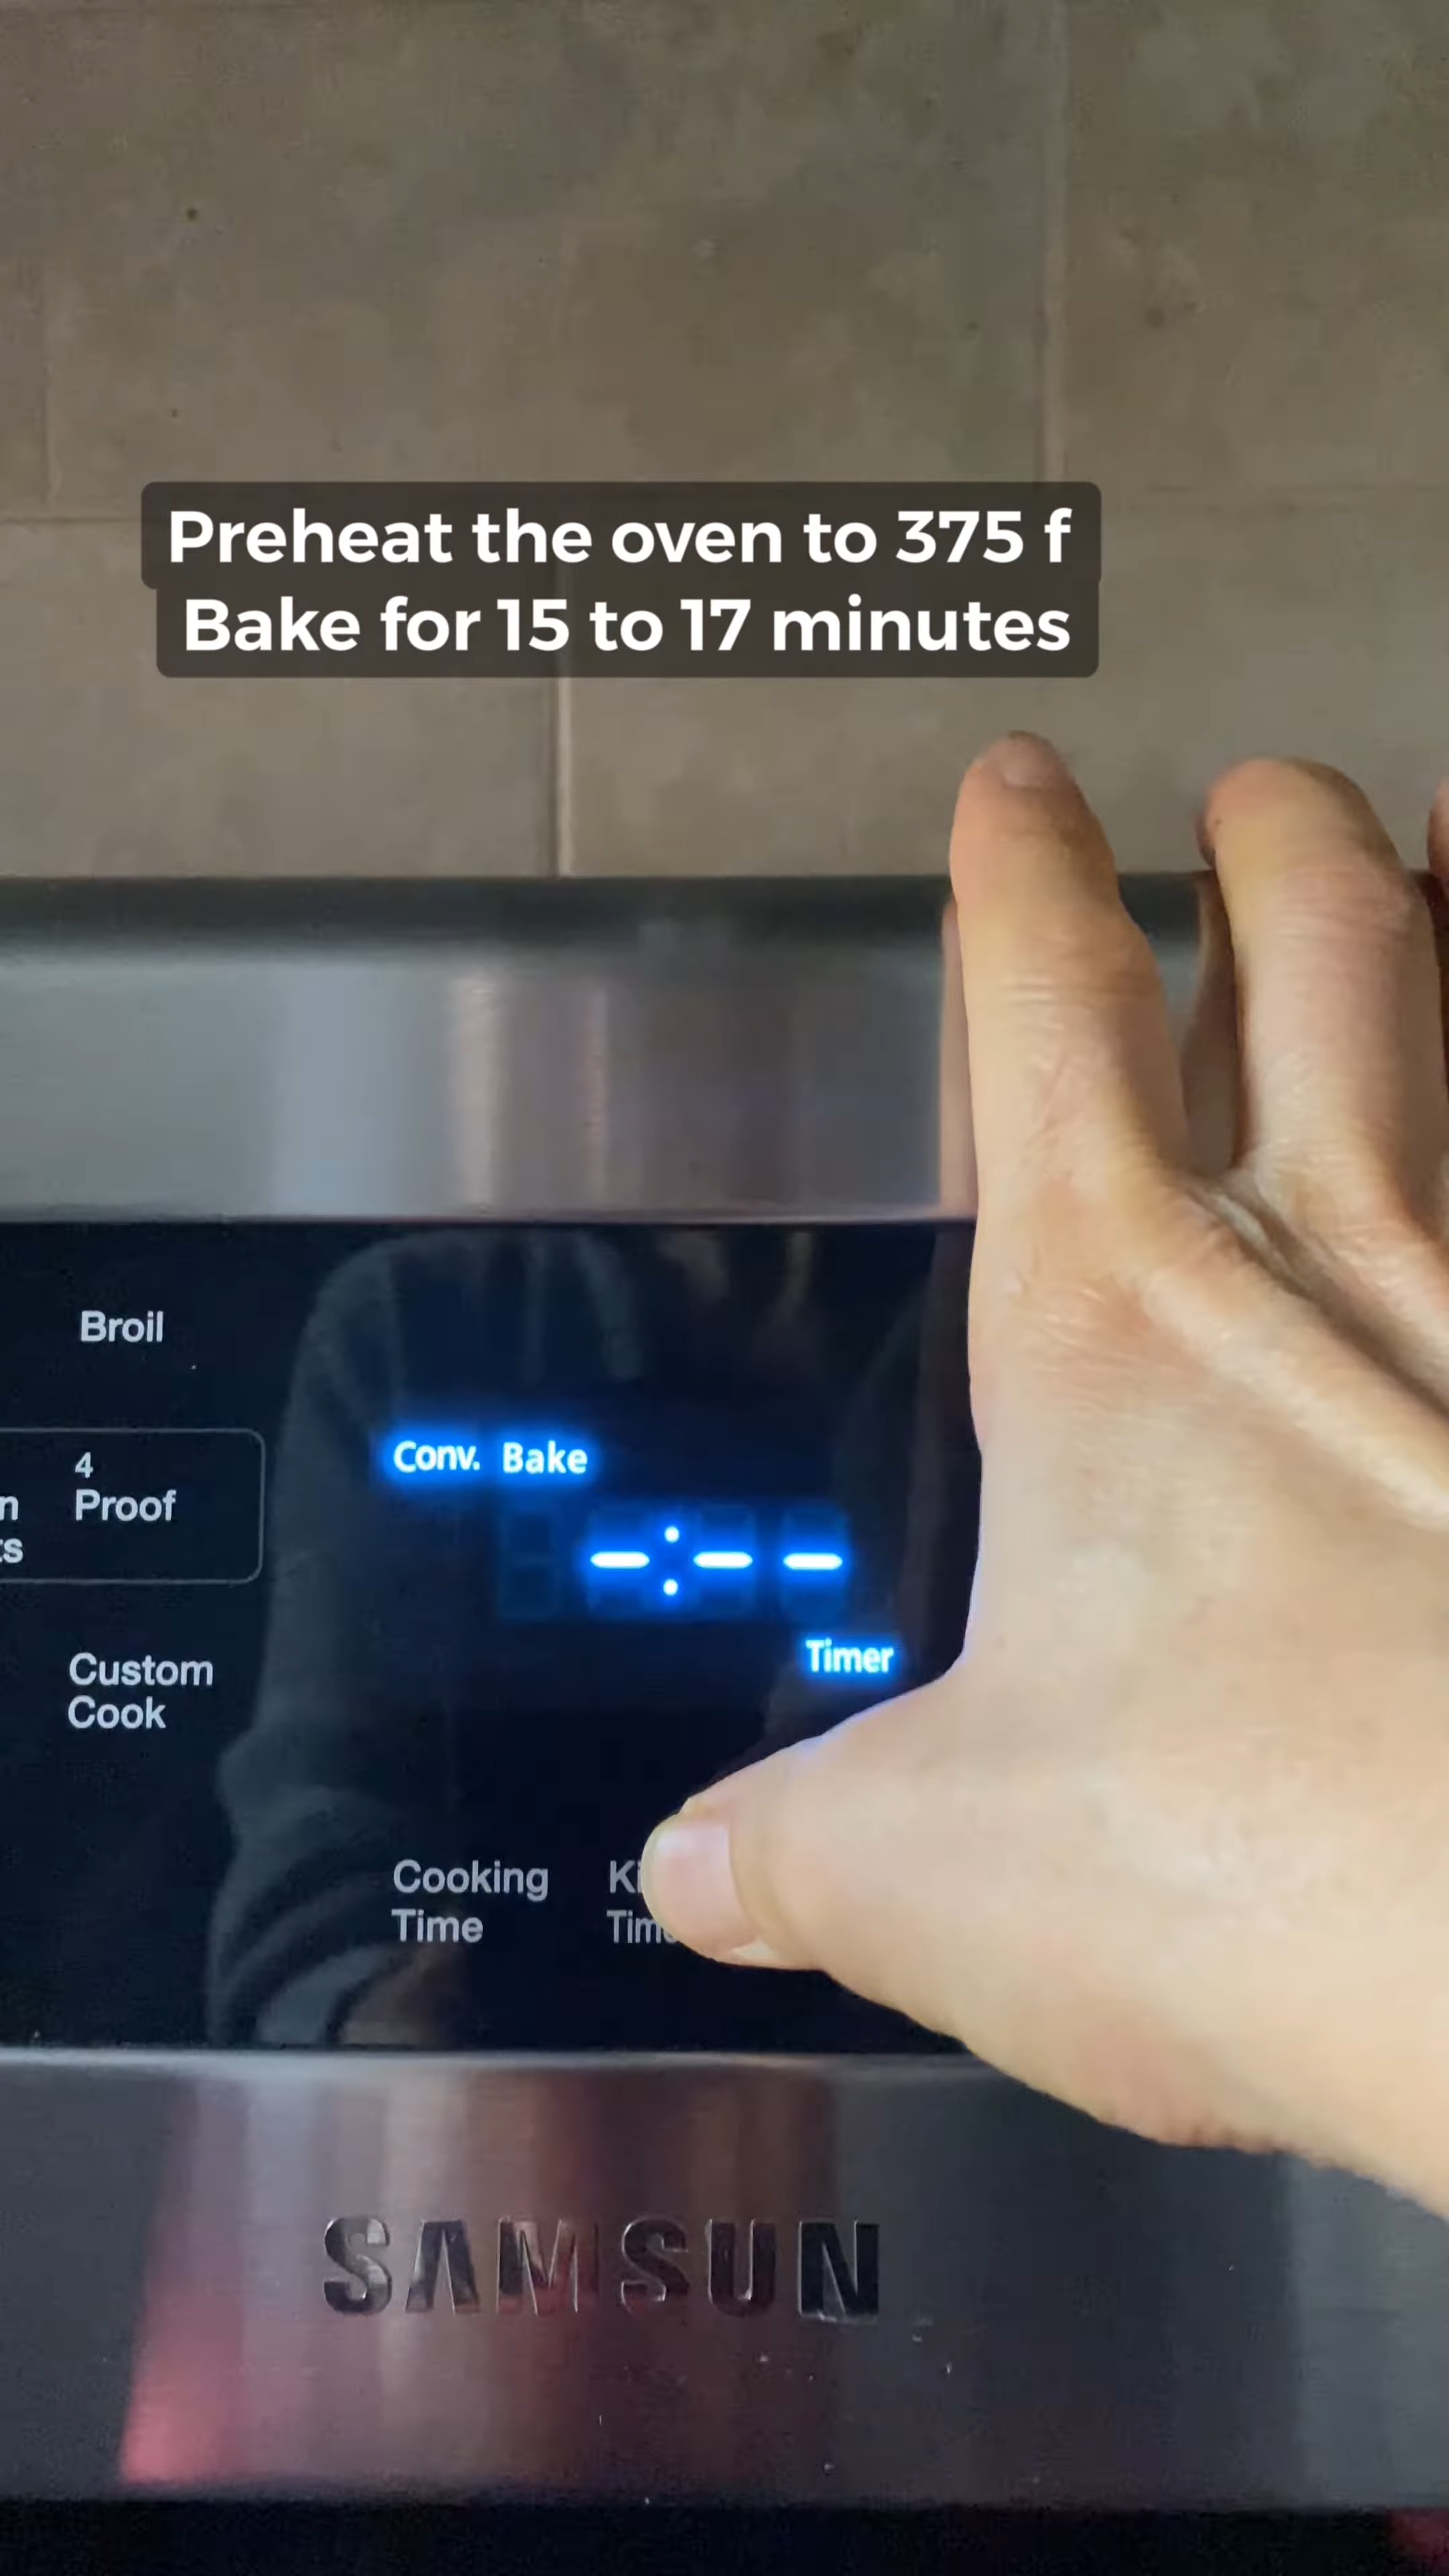 Preheat the oven to 375 f
Bake for 15 to 17 minutes
Broil
4
Proof
Custom
Cook
Conv. Bake
-:--
Timer
Cooking
Time
SAMSUN